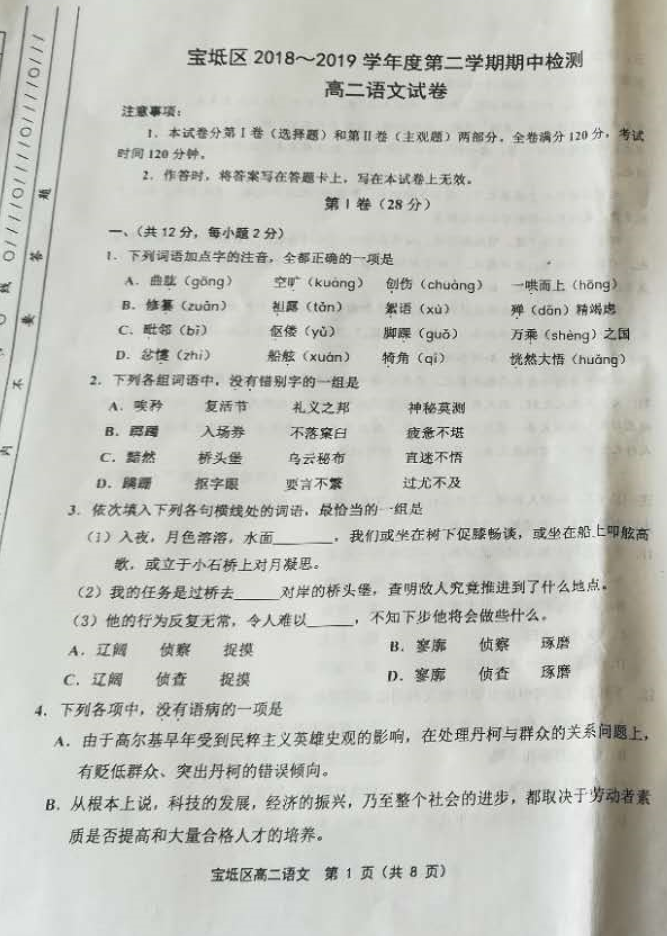 宝坻区 2018～2019 学年度第二学期期中检测
高二语文试卷
注意事项：
1．本试卷分第Ⅰ卷（选择题）和第Ⅱ卷（主观题）两部分。全卷满分 120 分，考试
时间 120 分钟。
2．作答时，将答案写在答题卡上，写在本试卷上无效。
第Ⅰ卷（28 分）
一、（共 12 分，每小题 2 分）
1．下列词语加点字的注音，全都正确的一项是
A．曲肱（gōng） 空旷（kuàng） 创伤（chuàng） 一哄而上（hōng）
B．修纂（zuǎn） 袒露（tǎn） 絮语（xù） 殚（dān）精竭虑
C．毗邻（bǐ） 伛偻（yǔ） 脚踝（guǒ） 万乘（shèng）之国
D．忿懥（zhì） 船舷（xuán） 犄角（qí） 恍然大悟（huǎng）
2．下列各组词语中，没有错别字的一组是
A．唳矜 复活节 礼义之邦 神秘莫测
B． 入场券 不落窠臼 疲惫不堪
C．黯然 桥头堡 乌云秘布 直迷不悟
D．蹒跚 抠字眼 要言不繁 过尤不及
3．依次填入下列各句横线处的词语，最恰当的一组是
（1）入夜，月色溶溶，水面________，我们或坐在树下促膝畅谈，或坐在船上叩舷高
歌，或立于小石桥上对月凝思。
（2）我的任务是过桥去______对岸的桥头堡，查明敌人究竟推进到了什么地点。
（3）他的行为反复无常，令人难以______，不知下步他将会做些什么。
A．辽阔 侦察 捉摸 B．寥廓 侦察 琢磨
C．辽阔 侦查 捉摸 D．寥廓 侦查 琢磨
4．下列各项中，没有语病的一项是
A．由于高尔基早年受到民粹主义英雄史观的影响，在处理丹柯与群众的关系问题上，
有贬低群众、突出丹柯的错误倾向。
B．从根本上说，科技的发展，经济的振兴，乃至整个社会的进步，都取决于劳动者素
质是否提高和大量合格人才的培养。
宝坻区高二语文 第 1 页（共 8 页）
题
答
要
不
内
线